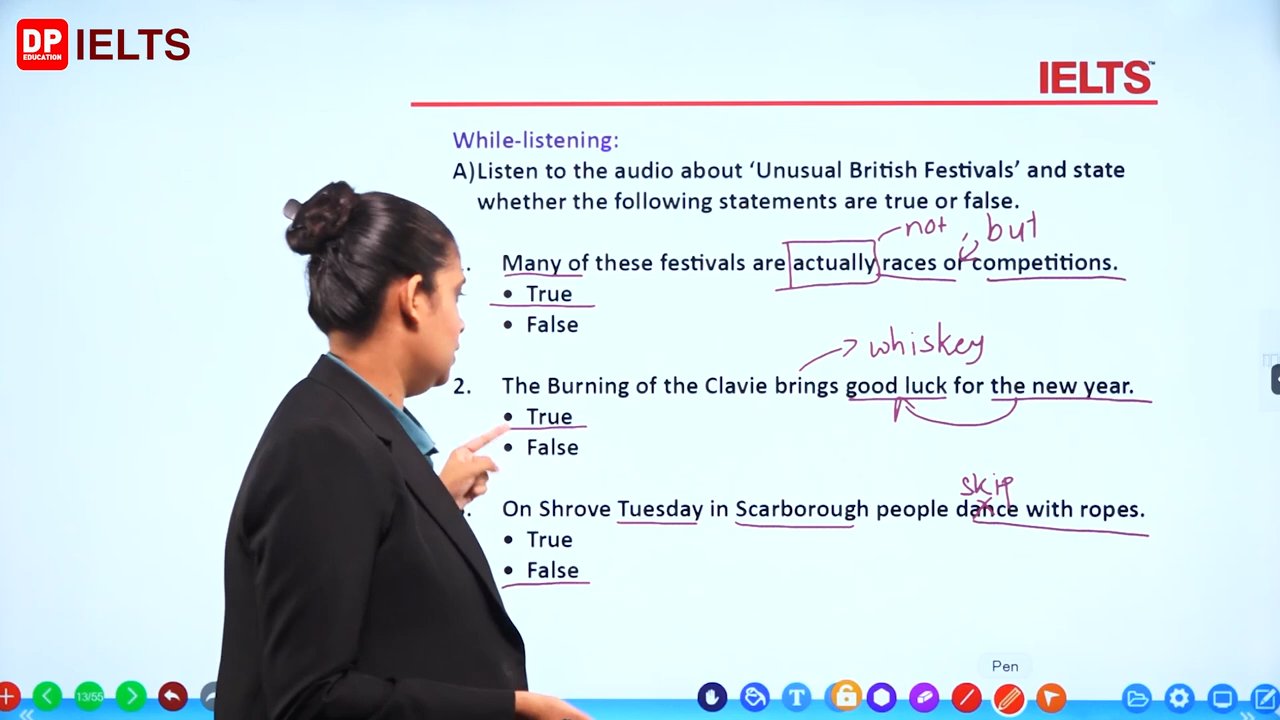 DP
EDUCATION
IELTS
IELTS™
While-listening:
A) Listen to the audio about ‘Unusual British Festivals’ and state
whether the following statements are true or false.
not , but
Many of these festivals are actually races or competitions.
• True
• False
whiskey
2. The Burning of the Clavie brings good luck for the new year.
• True
• False
skip
On Shrove Tuesday in Scarborough people dance with ropes.
• True
• False
Pen
13/55
T